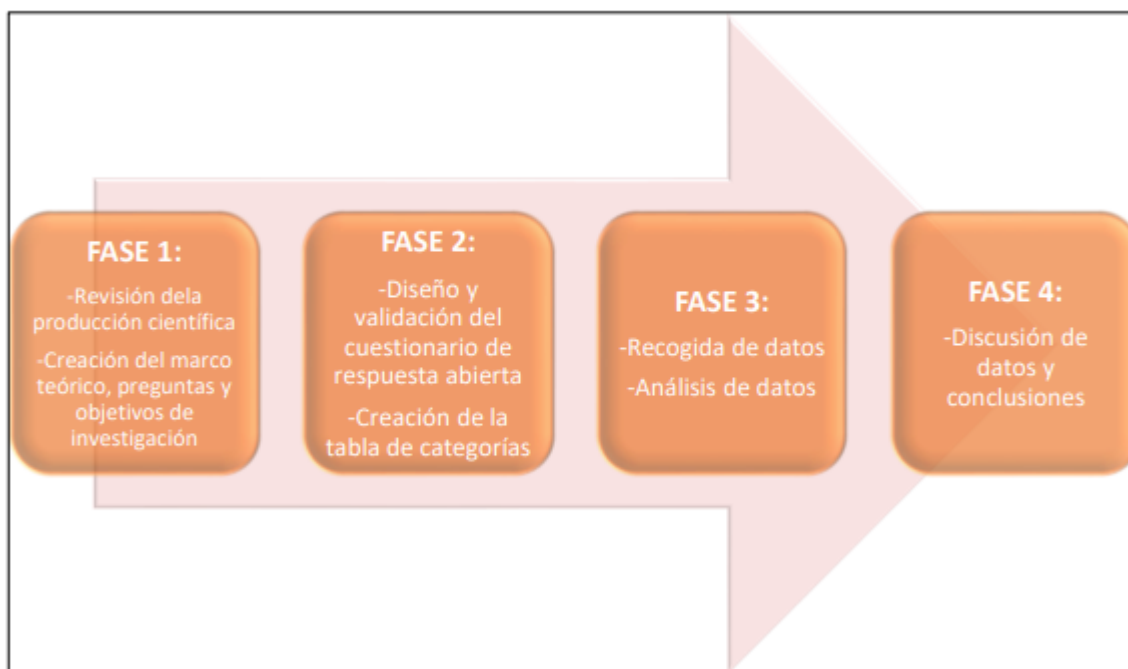 FASE 1:
-Revisión dela
producción científica
-Creación del marco
teórico, preguntas y
objetivos de
investigación
FASE 2:
-Diseño y
validación del
cuestionario de
respuesta abierta
-Creación de la
tabla de categorías
FASE 3:
-Recogida de datos
-Análisis de datos
FASE 4:
-Discusión de
datos y
conclusiones